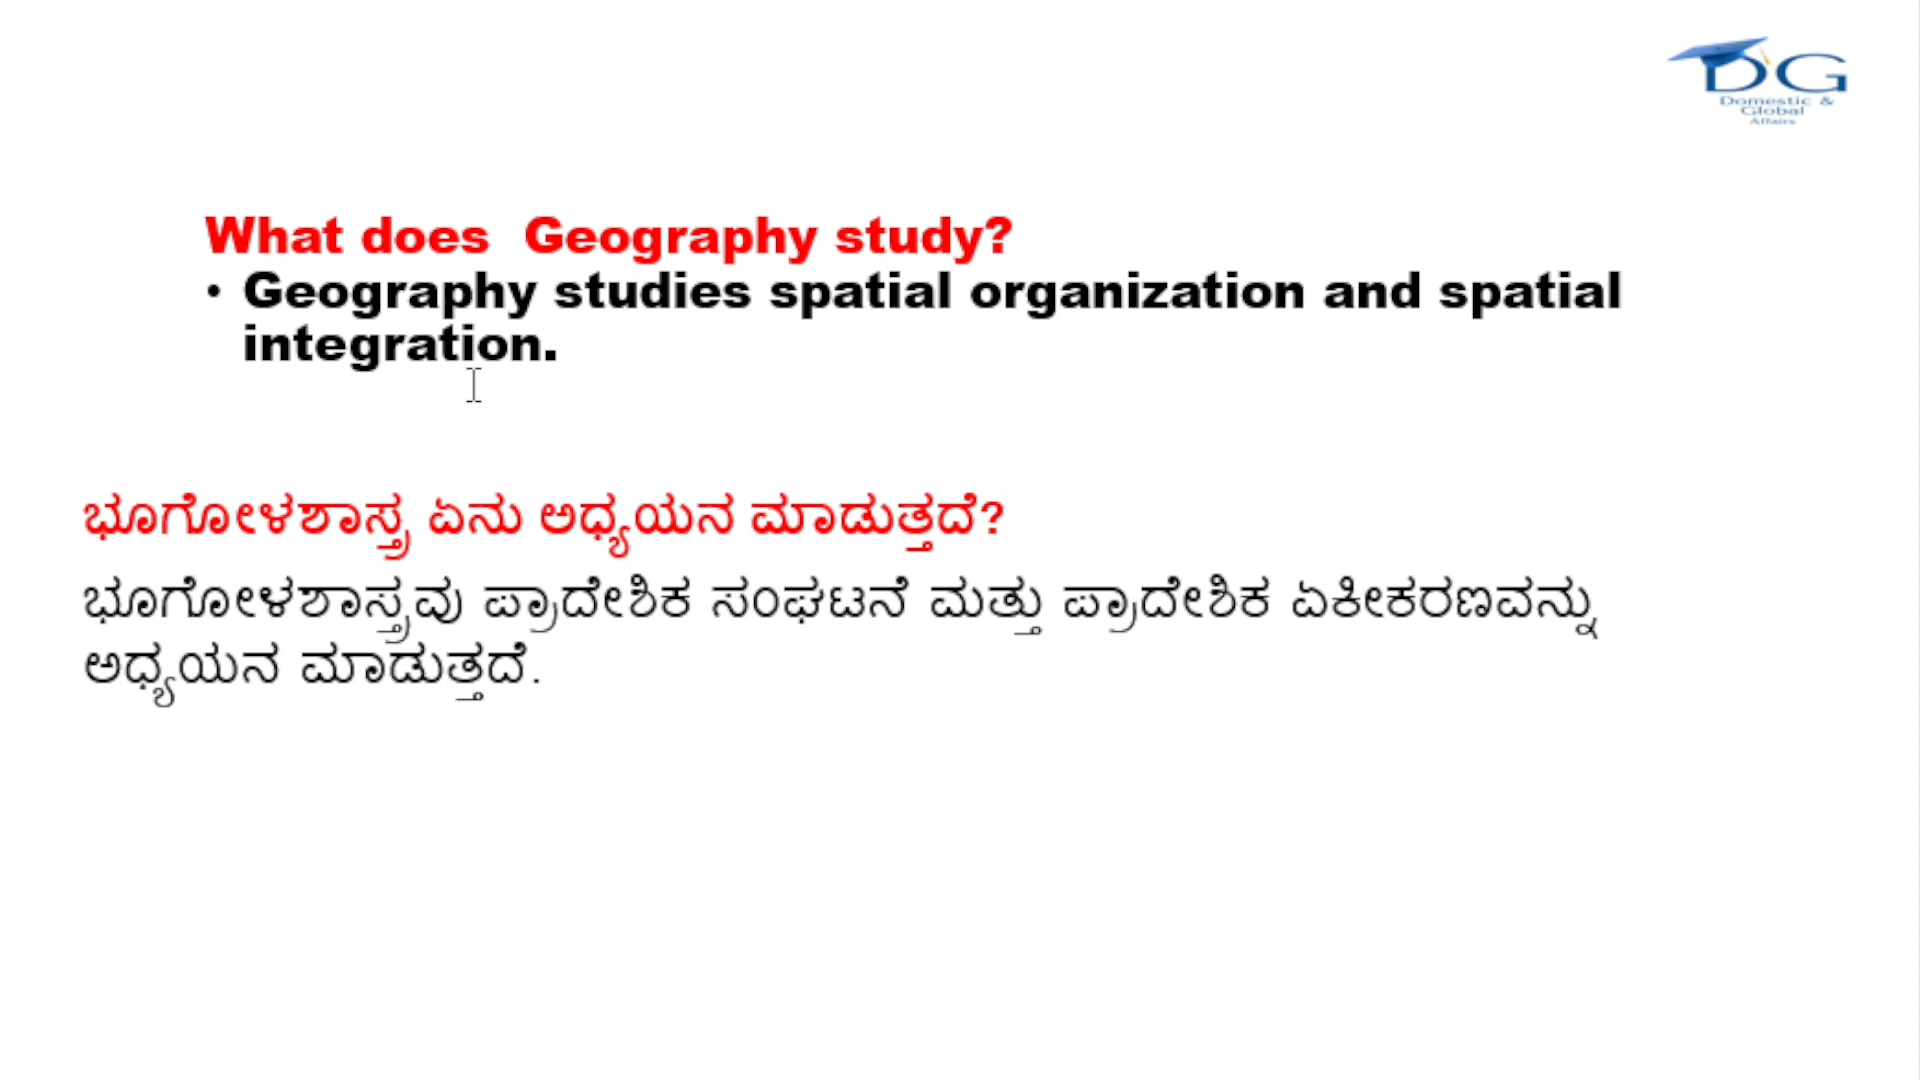 DG
Domestic &
Global
Affairs
What does  Geography study?
• Geography studies spatial organization and spatial
integration.
ಭೂಗೋಳಶಾಸ್ತ್ರ ಏನು ಅಧ್ಯಯನ ಮಾಡುತ್ತದೆ?
ಭೂಗೋಳಶಾಸ್ತ್ರವು ಪ್ರಾದೇಶಿಕ ಸಂಘಟನೆ ಮತ್ತು ಪ್ರಾದೇಶಿಕ ಏಕೀಕರಣವನ್ನು
ಅಧ್ಯಯನ ಮಾಡುತ್ತದೆ.